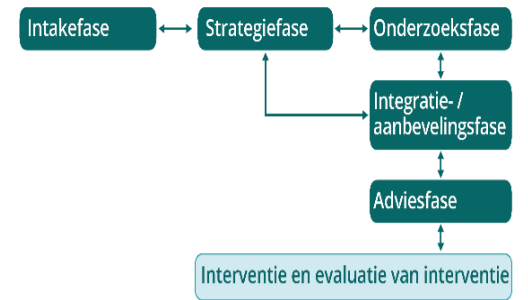 Intakefase
Strategiefase
Onderzoeksfase
Integratie- /
aanbevelingsfase
Adviesfase
Interventie en evaluatie van interventie